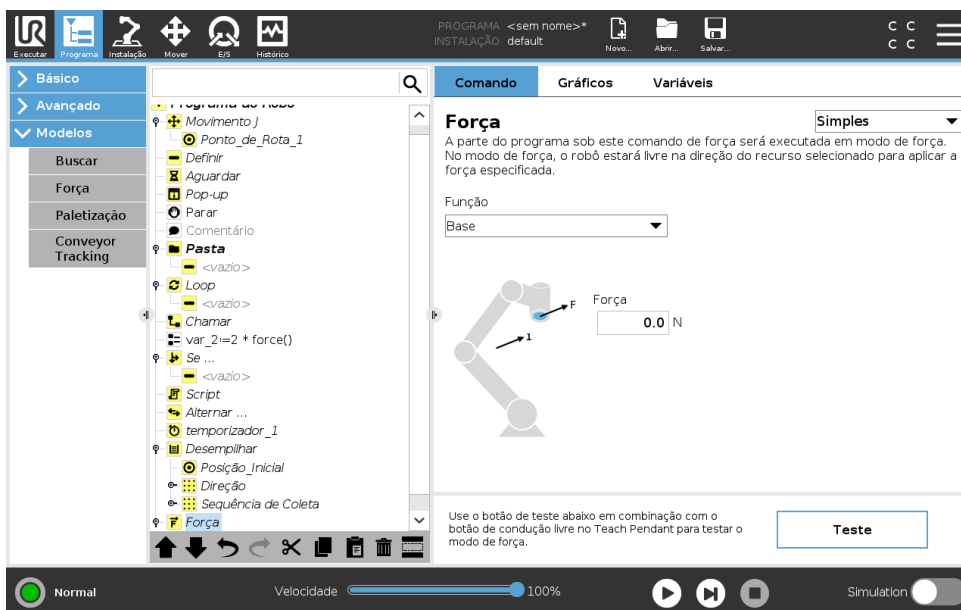 Executar
Programa
Instalação
Mover
E/S
Histórico
PROGRAMA <sem nome>*
INSTALAÇÃO default
Novo...
Abrir...
Salvar...
C C
C C
Básico
Avançado
Modelos
Buscar
Força
Paletização
Conveyor
Tracking
Programa do Robô
Movimento J
Ponto_de_Rota_1
Definir
Aguardar
Pop-up
Parar
Comentário
Pasta
<vazio>
Loop
<vazio>
Chamar
var_2≔2 * force()
Se ...
<vazio>
Script
Alternar ...
temporizador_1
Desempilhar
Posição_Inicial
Direção
Sequência de Coleta
Força
Comando
Gráficos
Variáveis
Força
Simples
A parte do programa sob este comando de força será executada em modo de força.
No modo de força, o robô estará livre na direção do recurso selecionado para aplicar a
força especificada.
Função
Base
F
1
Força
0.0 N
Use o botão de teste abaixo em combinação com o
botão de condução livre no Teach Pendant para testar o
modo de força.
Teste
Normal
Velocidade
100%
Simulation